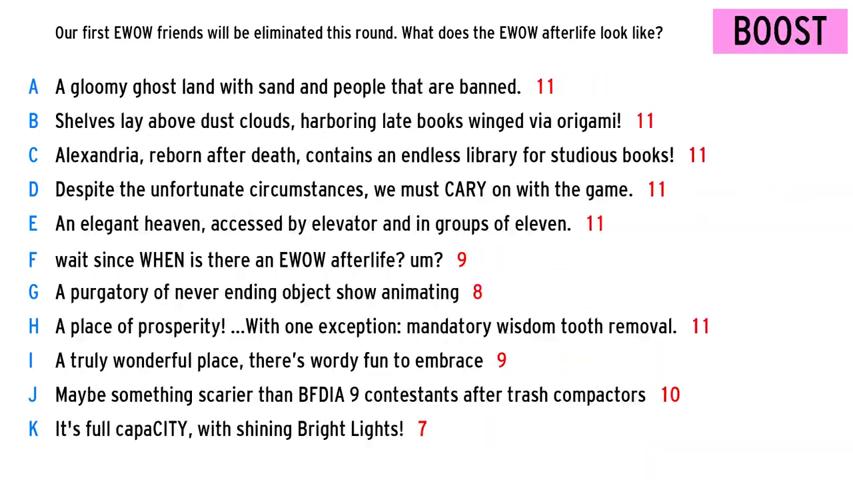 Our first EWOW friends will be eliminated this round. What does the EWOW afterlife look like?
BOOST
A A gloomy ghost land with sand and people that are banned. 11
B Shelves lay above dust clouds, harboring late books winged via origami! 11
C Alexandria, reborn after death, contains an endless library for studious books! 11
D Despite the unfortunate circumstances, we must CARY on with the game. 11
E An elegant heaven, accessed by elevator and in groups of eleven. 11
F wait since WHEN is there an EWOW afterlife? um? 9
G A purgatory of never ending object show animating 8
H A place of prosperity! ...With one exception: mandatory wisdom tooth removal. 11
I A truly wonderful place, there's wordy fun to embrace 9
J Maybe something scarier than BFDIA 9 contestants after trash compactors 10
K It's full capaCITY, with shining Bright Lights! 7